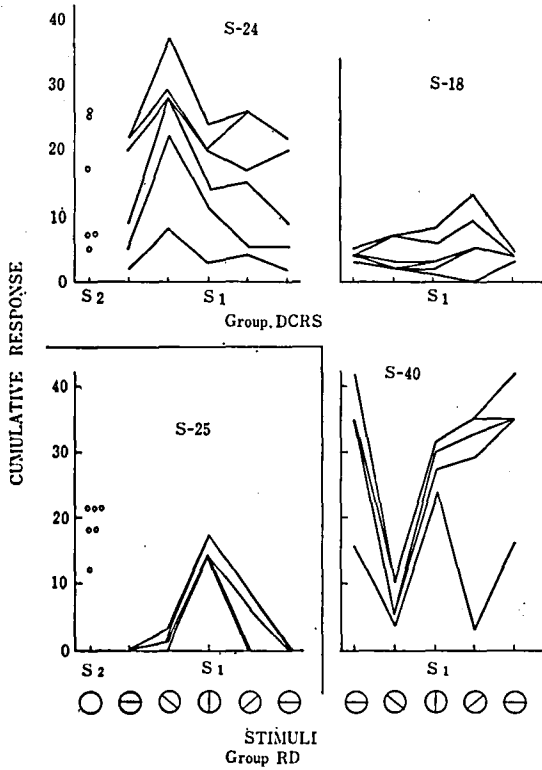 CUMULATIVE RESPONSE
40
30
20
10
0
S-24
S2
S1
S-18
S1
Group. DCRS
40
30
20
10
0
S-25
S2
S1
S-40
S1
STIMULI
Group RD